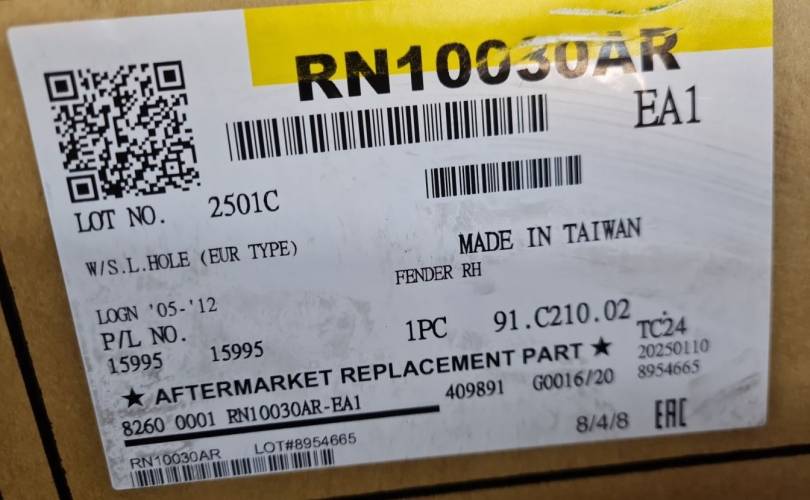 RN10030AR
EA1
LOT NO. 2501C
MADE IN TAIWAN
W/S.L.HOLE (EUR TYPE)
FENDER RH
LOGN '05-'12
P/L NO. 1PC 91.C210.02 TC24
15995 15995
20250110
★ AFTERMARKET REPLACEMENT PART ★
8954665
8260 0001 RN10030AR-EA1 409891 G0016/20
8/4/8 EAC
RN10030AR LOT#8954665